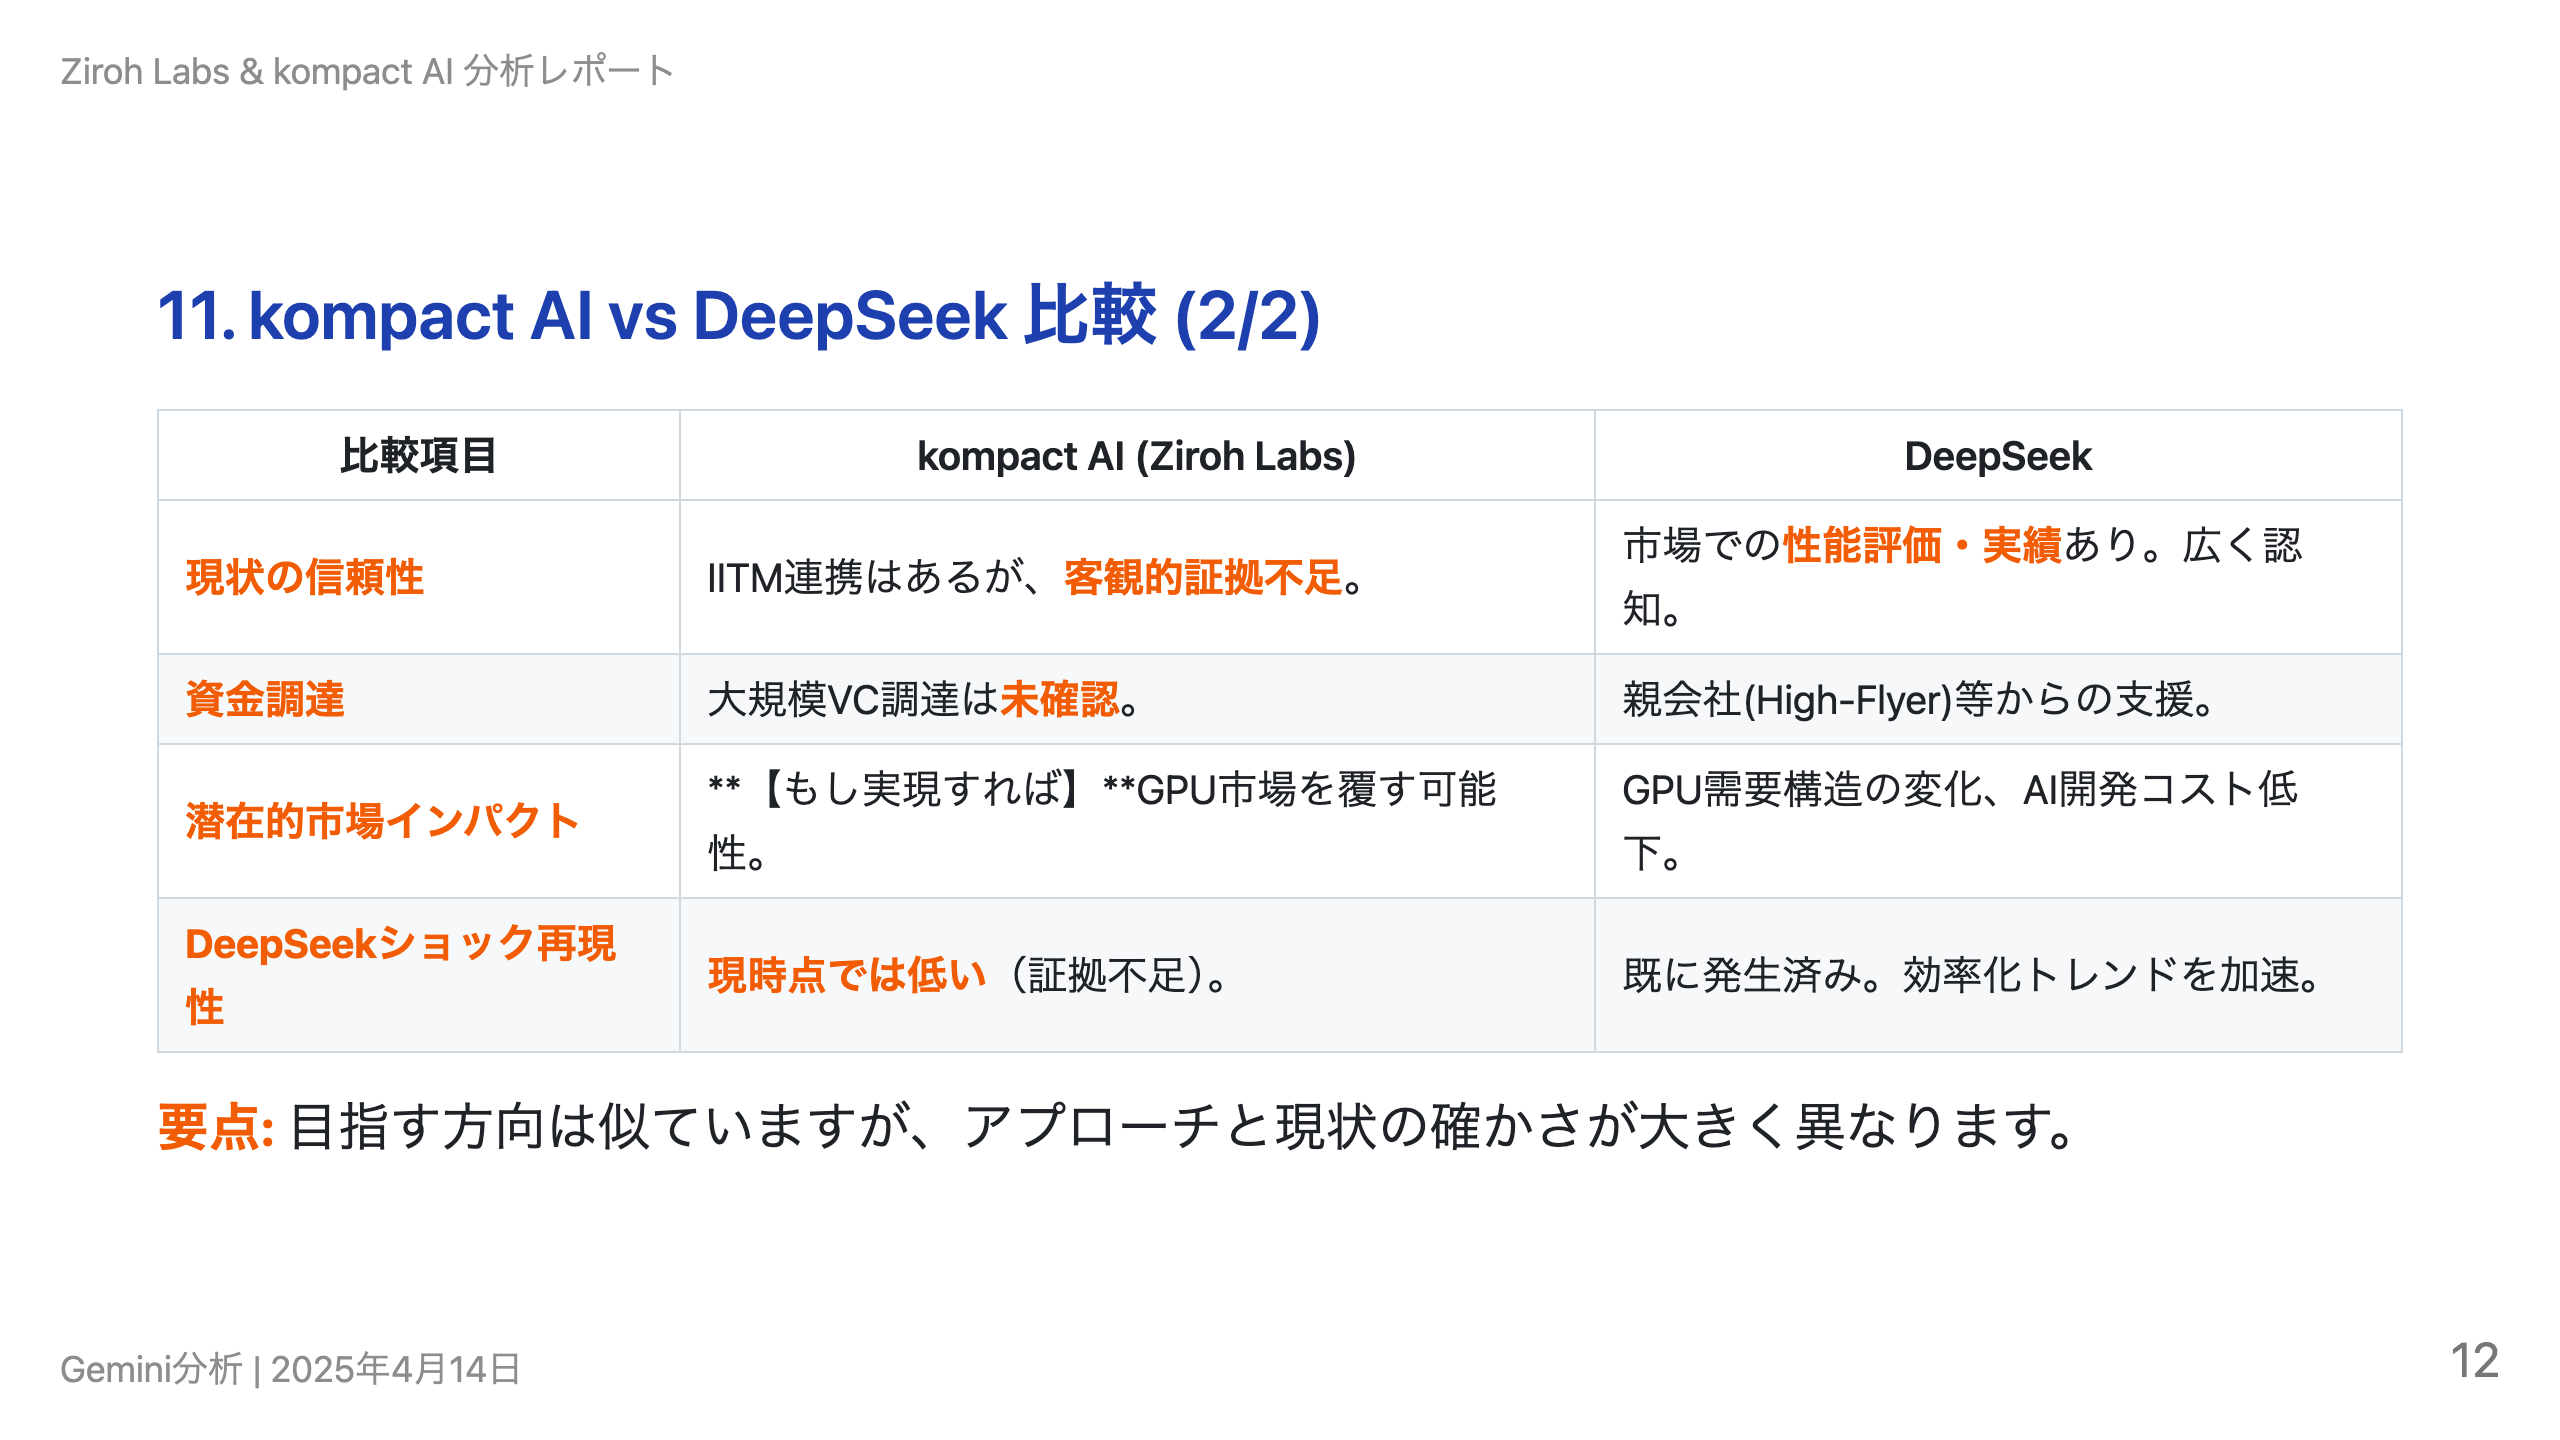 Ziroh Labs & kompact AI 分析レポート
11. kompact AI vs DeepSeek 比較 (2/2)
比較項目
kompact AI (Ziroh Labs)
DeepSeek
現状の信頼性
IITM連携はあるが、客観的証拠不足。
市場での性能評価・実績あり。広く認
知。
資金調達
大規模VC調達は未確認。
親会社(High-Flyer)等からの支援。
潜在的市場インパクト
**【もし実現すれば】**GPU市場を覆す可能
性。
GPU需要構造の変化、AI開発コスト低
下。
DeepSeekショック再現
性
現時点では低い（証拠不足）。
既に発生済み。効率化トレンドを加速。
要点: 目指す方向は似ていますが、アプローチと現状の確かさが大きく異なります。
Gemini分析 | 2025年4月14日
12